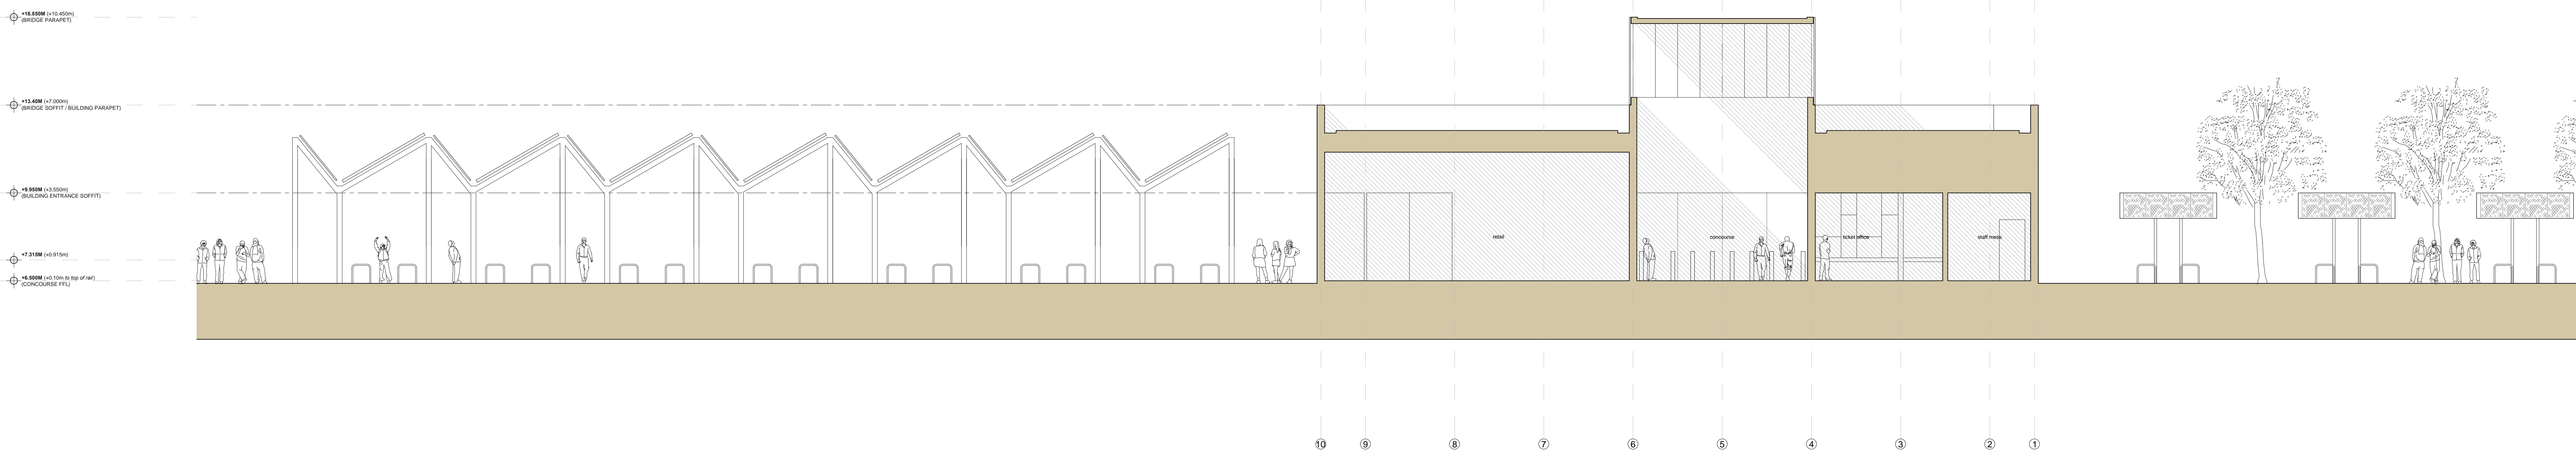 +16.850M (+10.450m)
(BRIDGE PARAPET)
+13.40M (+7.000m)
(BRIDGE SOFFIT / BUILDING PARAPET)
+9.950M (+3.550m)
(BUILDING ENTRANCE SOFFIT)
+7.315M (+0.915m)
+6.500M (+0.10m to top of rail)
(CONCOURSE FFL)
retail
concourse
ticket office
staff mess
10 9 8 7 6 5 4 3 2 1